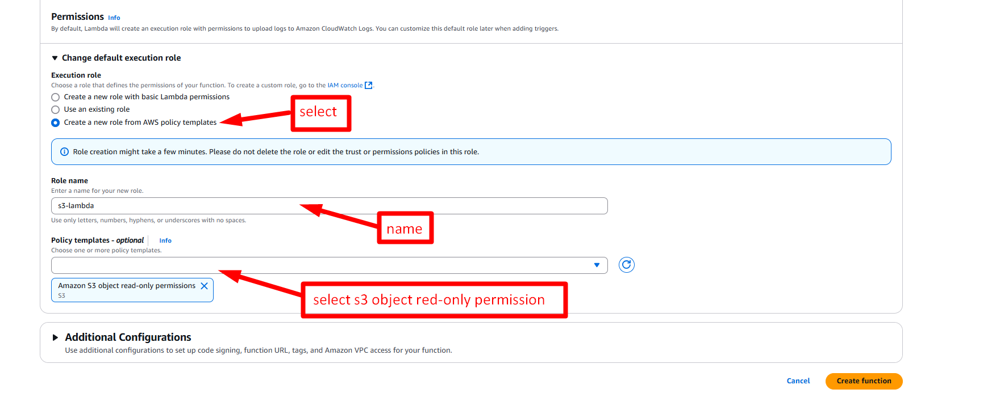 Permissions Info
By default, Lambda will create an execution role with permissions to upload logs to Amazon CloudWatch Logs. You can customize this default role later when adding triggers.
Change default execution role
Execution role
Choose a role that defines the permissions of your function. To create a custom role, go to the IAM console.
Create a new role with basic Lambda permissions
Use an existing role
select
Create a new role from AWS policy templates
Role creation might take a few minutes. Please do not delete the role or edit the trust or permissions policies in this role.
Role name
Enter a name for your new role.
s3-lambda
Use only letters, numbers, hyphens, or underscores with no spaces.
name
Policy templates - optional Info
Choose one or more policy templates.
Amazon S3 object read-only permissions
S3
select s3 object red-only permission
Additional Configurations
Use additional configurations to set up code signing, function URL, tags, and Amazon VPC access for your function.
Cancel Create function